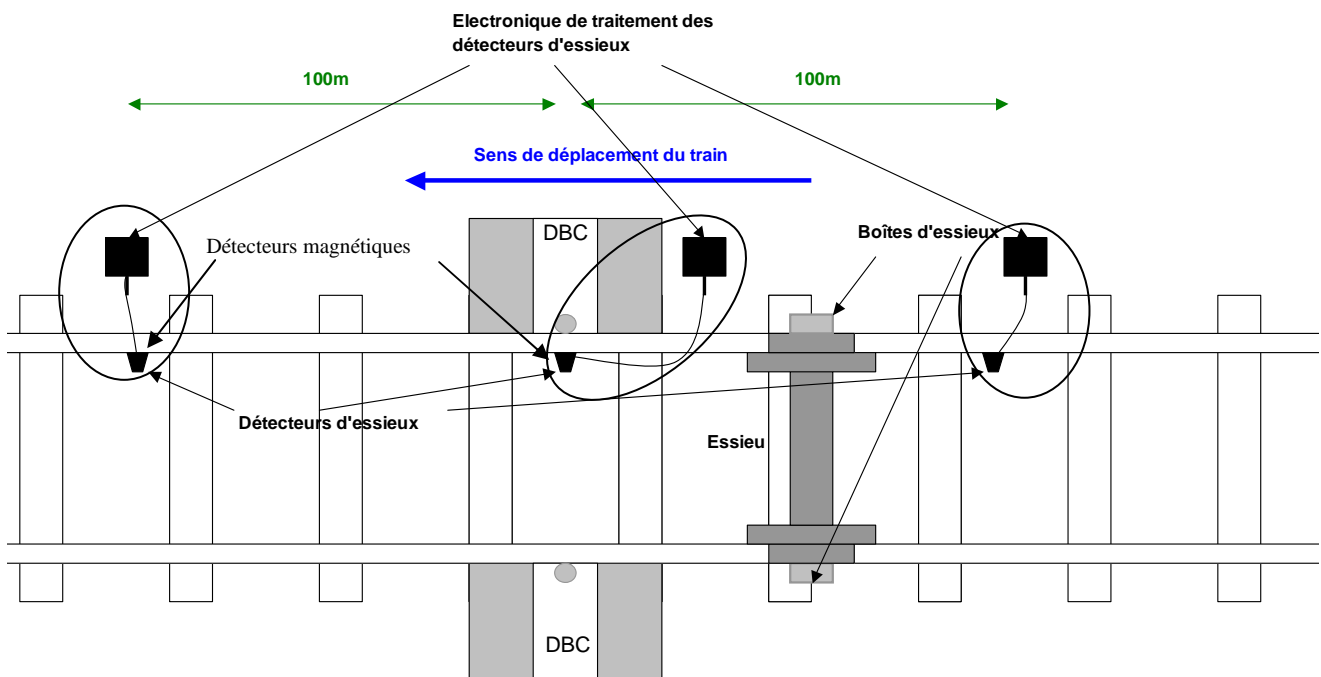 Electronique de traitement des
détecteurs d'essieux
100m
100m
Sens de déplacement du train
DBC
Boîtes d'essieux
Détecteurs magnétiques
Détecteurs d'essieux
Essieu
DBC